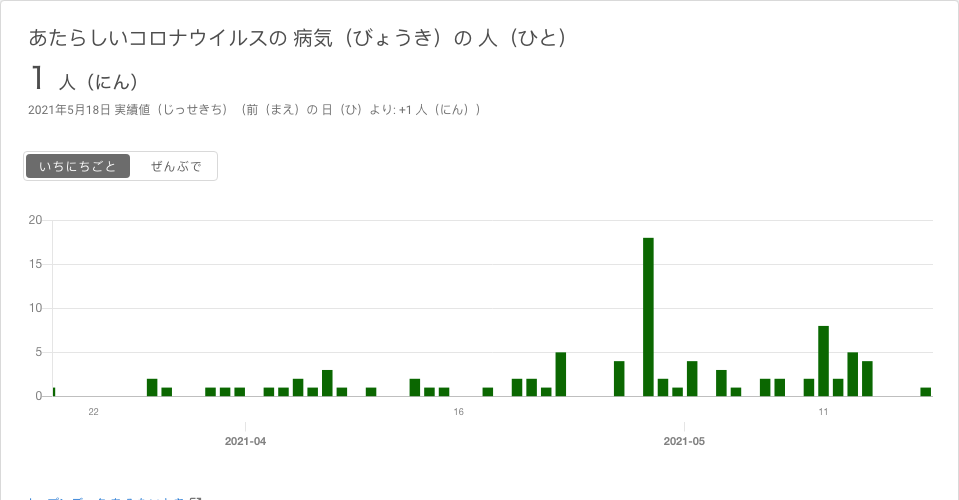 あたらしいコロナウイルスの 病気（びょうき）の 人（ひと）
1 人（にん）
2021年5月18日 実績値（じっせきち）（前（まえ）の 日（ひ）より: +1 人（にん））
いちにちごと ぜんぶで
20
15
10
5
0
22 16 11
2021-04 2021-05